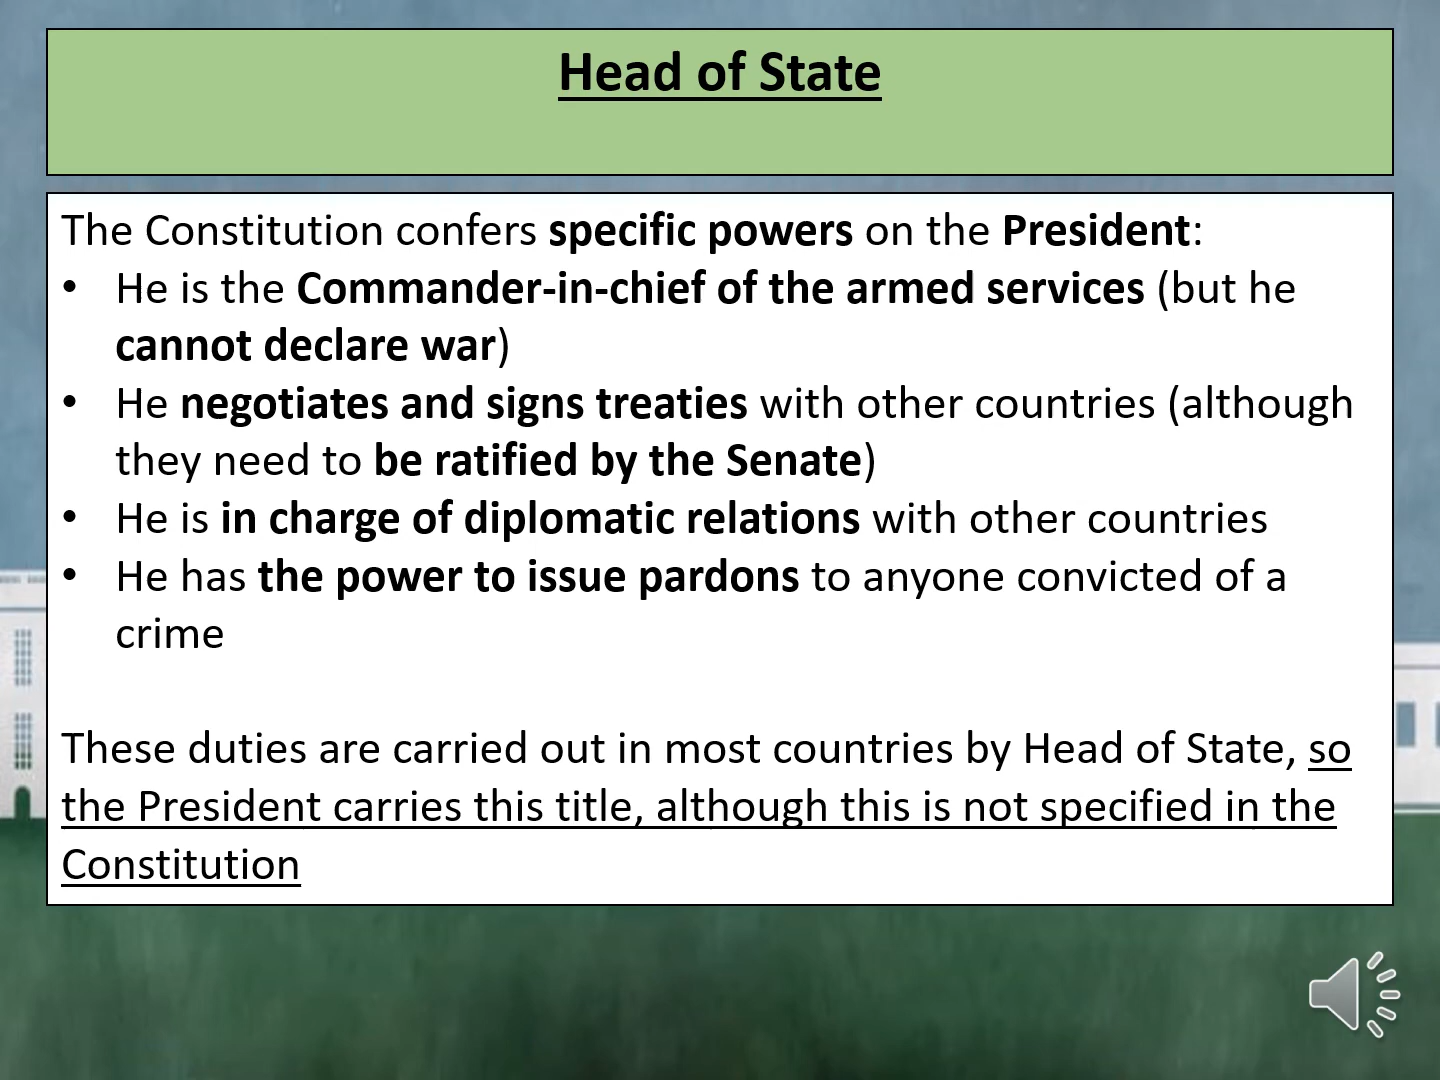 Head of State
The Constitution confers specific powers on the President:
• He is the Commander-in-chief of the armed services (but he
cannot declare war)
• He negotiates and signs treaties with other countries (although
they need to be ratified by the Senate)
• He is in charge of diplomatic relations with other countries
• He has the power to issue pardons to anyone convicted of a
crime
These duties are carried out in most countries by Head of State, so
the President carries this title, although this is not specified in the
Constitution